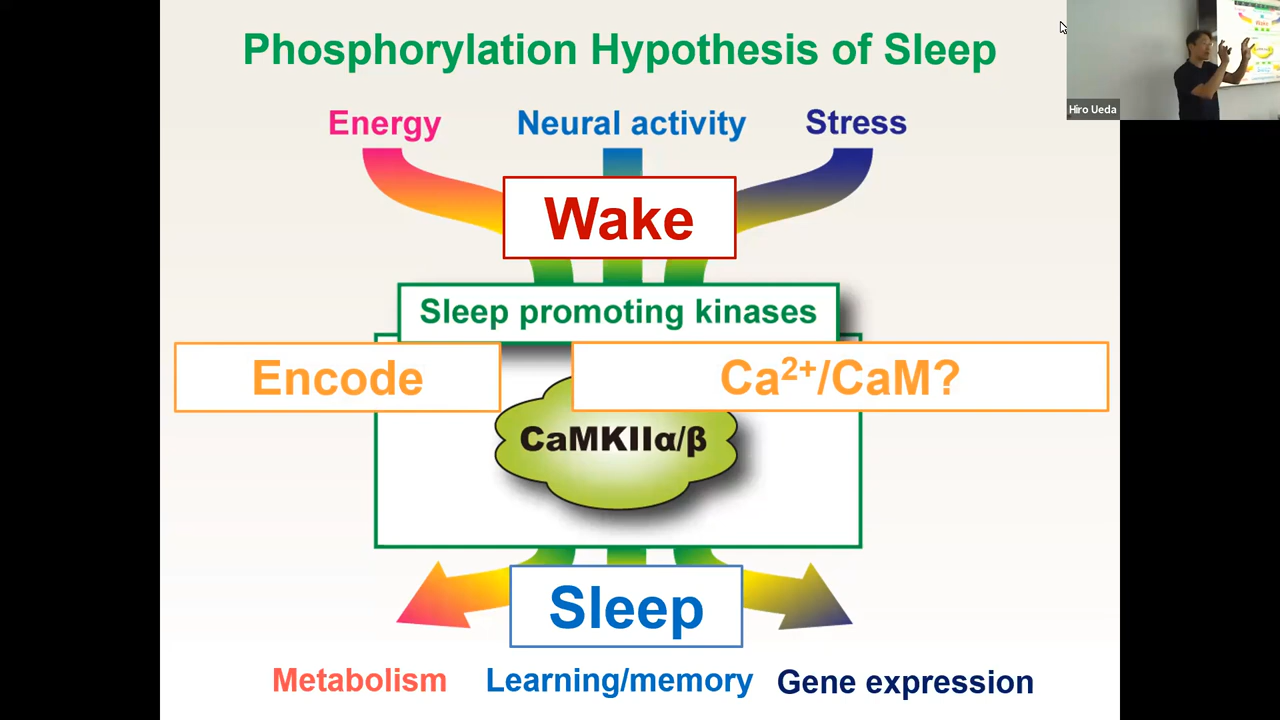 Phosphorylation Hypothesis of Sleep
Energy
Neural activity
Stress
Wake
Sleep promoting kinases
Encode
Ca²⁺/CaM?
CaMKIIα/β
Sleep
Metabolism
Learning/memory
Gene expression
Hiro Ueda